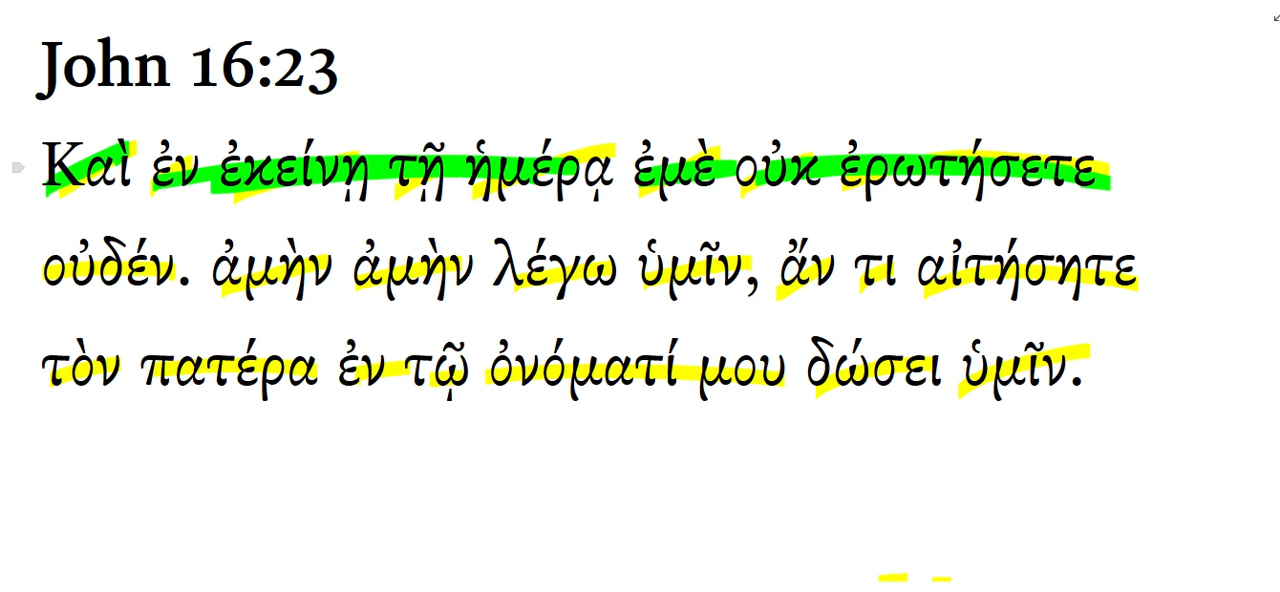 John 16:23
Καὶ ἐν ἐκείνῃ τῇ ἡμέρᾳ ἐμὲ οὐκ ἐρωτήσετε
οὐδέν. ἀμὴν ἀμὴν λέγω ὑμῖν, ἄν τι αἰτήσητε
τὸν πατέρα ἐν τῷ ὀνόματί μου δώσει ὑμῖν.